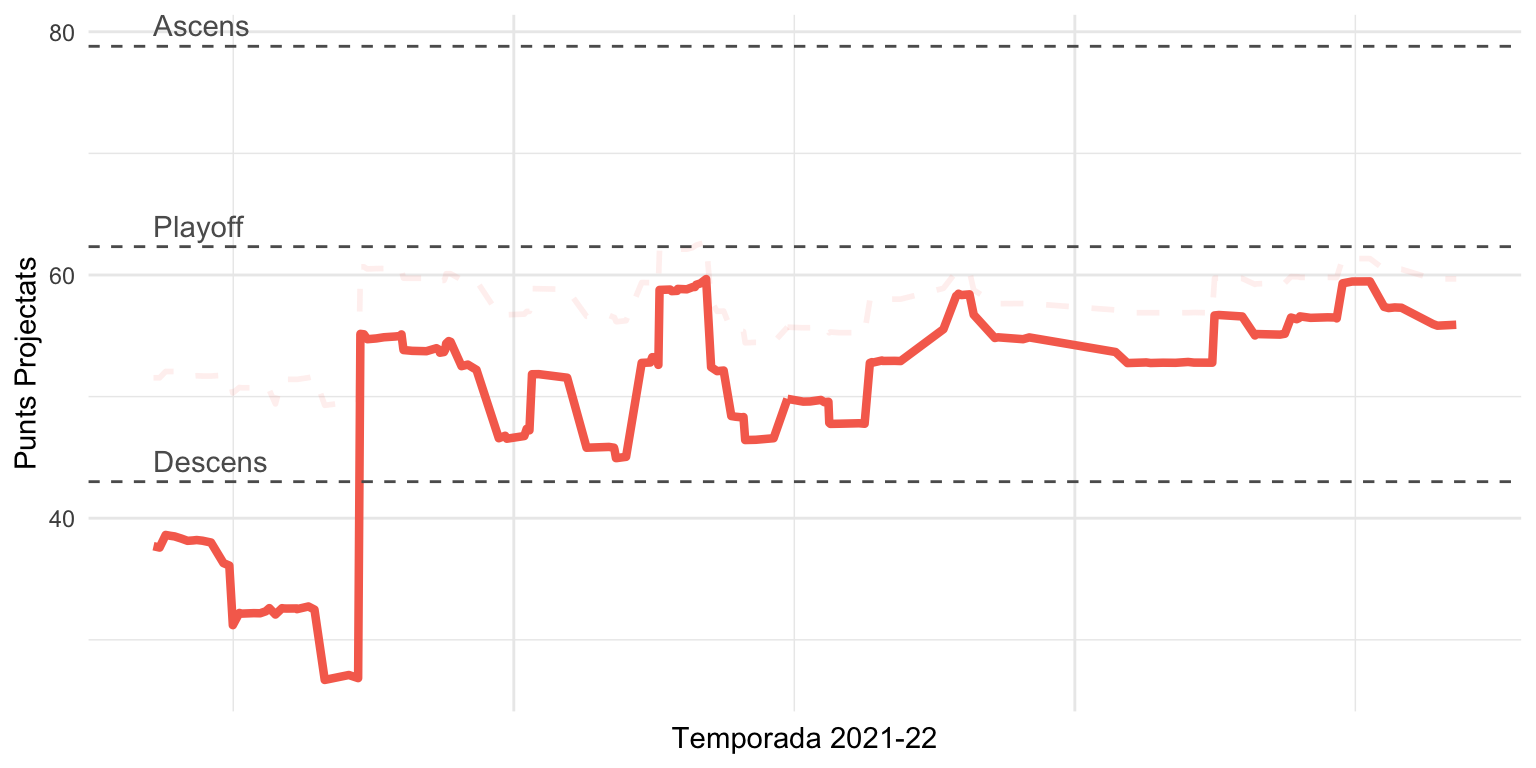 Ascens
80
Playoff
60
Descens
40
Punts Projectats
Temporada 2021-22